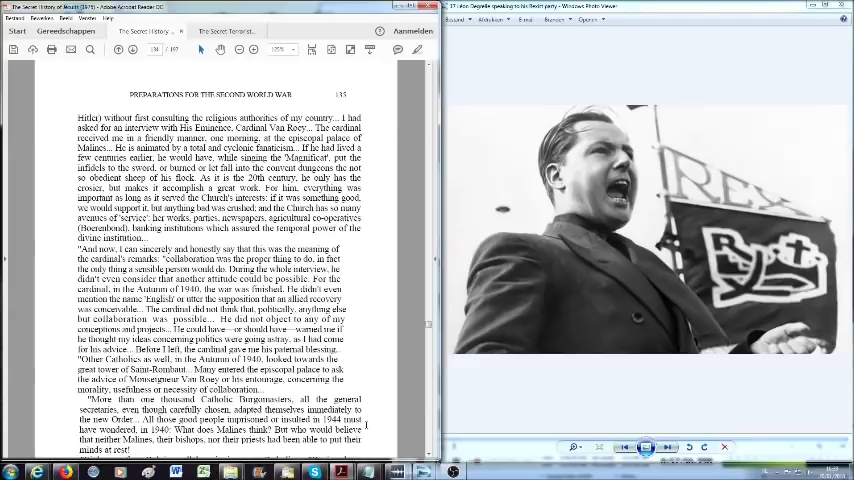 The Secret History of Jesuits (1975) - Adobe Acrobat Reader DC
Bestand Bewerken Beeld Venster Help
Start Gereedschappen The Secret History ... × The Secret Terrorist... Aanmelden
134 / 197 125%
PREPARATIONS FOR THE SECOND WORLD WAR 135
Hitler) without first consulting the religious authorities of my country... I had
asked for an interview with His Eminence, Cardinal Van Roey... The cardinal
received me in a friendly manner, one morning, at the episcopal palace of
Malines... He is animated by a total and cyclonic fanaticism... If he had lived a
few centuries earlier, he would have, while singing the 'Magnificat', put the
infidels to the sword, or burned or let fall into the convent dungeons the not
so obedient sheep of his flock. As it is the 20th century, he only has the
crosier, but makes it accomplish a great work. For him, everything was
important as long as it served the Church's interests: if it was something good,
we would support it, but anything bad was crushed; and the Church has so many
avenues of 'service': her works, parties, newspapers, agricultural co-operatives
(Boerenbond), banking institutions which assured the temporal power of the
divine institution...
"And now, I can sincerely and honestly say that this was the meaning of
the cardinal's remarks: "collaboration was the proper thing to do, in fact
the only thing a sensible person would do. During the whole interview, he
didn't even consider that another attitude could be possible. For the
cardinal, in the Autumn of 1940, the war was finished. He didn't even
mention the name 'English' or utter the supposition that an allied recovery
was conceivable... The cardinal did not think that, politically, anything else
but collaboration was possible... He did not object to any of my
conceptions and projects... He could have—or should have—warned me if
he thought my ideas concerning politics were going astray, as I had come
for his advice... Before I left, the cardinal gave me his paternal blessing.
"Other Catholics as well, in the Autumn of 1940, looked towards the
great tower of Saint-Rombaut... Many entered the episcopal palace to ask
the advice of Monseigneur Van Roey or his entourage, concerning the
morality, usefulness or necessity of collaboration...
"More than one thousand Catholic Burgomasters, all the general
secretaries, even though carefully chosen, adapted themselves immediately to
the new Order... All those good people imprisoned or insulted in 1944 must
have wondered, in 1940: What does Malines think? But who would believe
that neither Malines, their bishops, nor their priests had been able to put their
minds at rest!
17 Léon Degrelle speaking to his Rexist party - Windows Photo Viewer
Bestand Afdrukken E-mail Branden Openen
REX